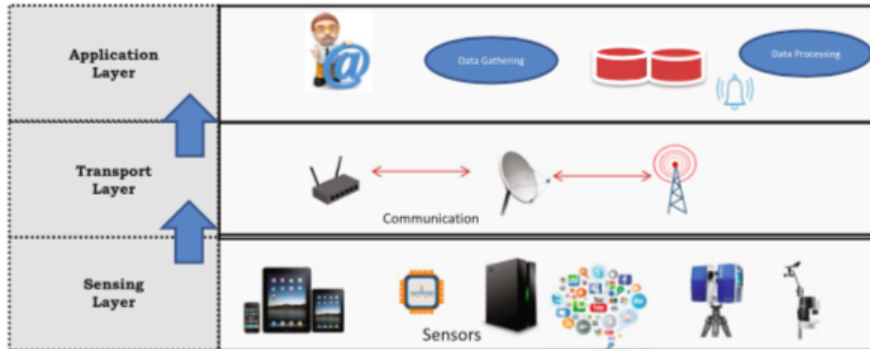 Application
Layer
Data Gathering
Data Processing
Transport
Layer
Communication
Sensing
Layer
Sensors